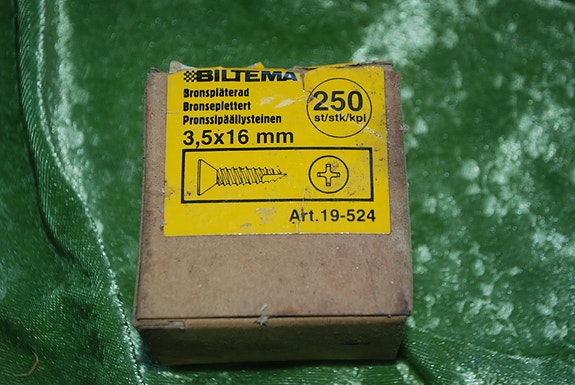 BILTEMA
Bronspläterad
Bronseplettert
Pronssipäällysteinen
250
st/stk/kpl
3,5x16 mm
Art.19-524